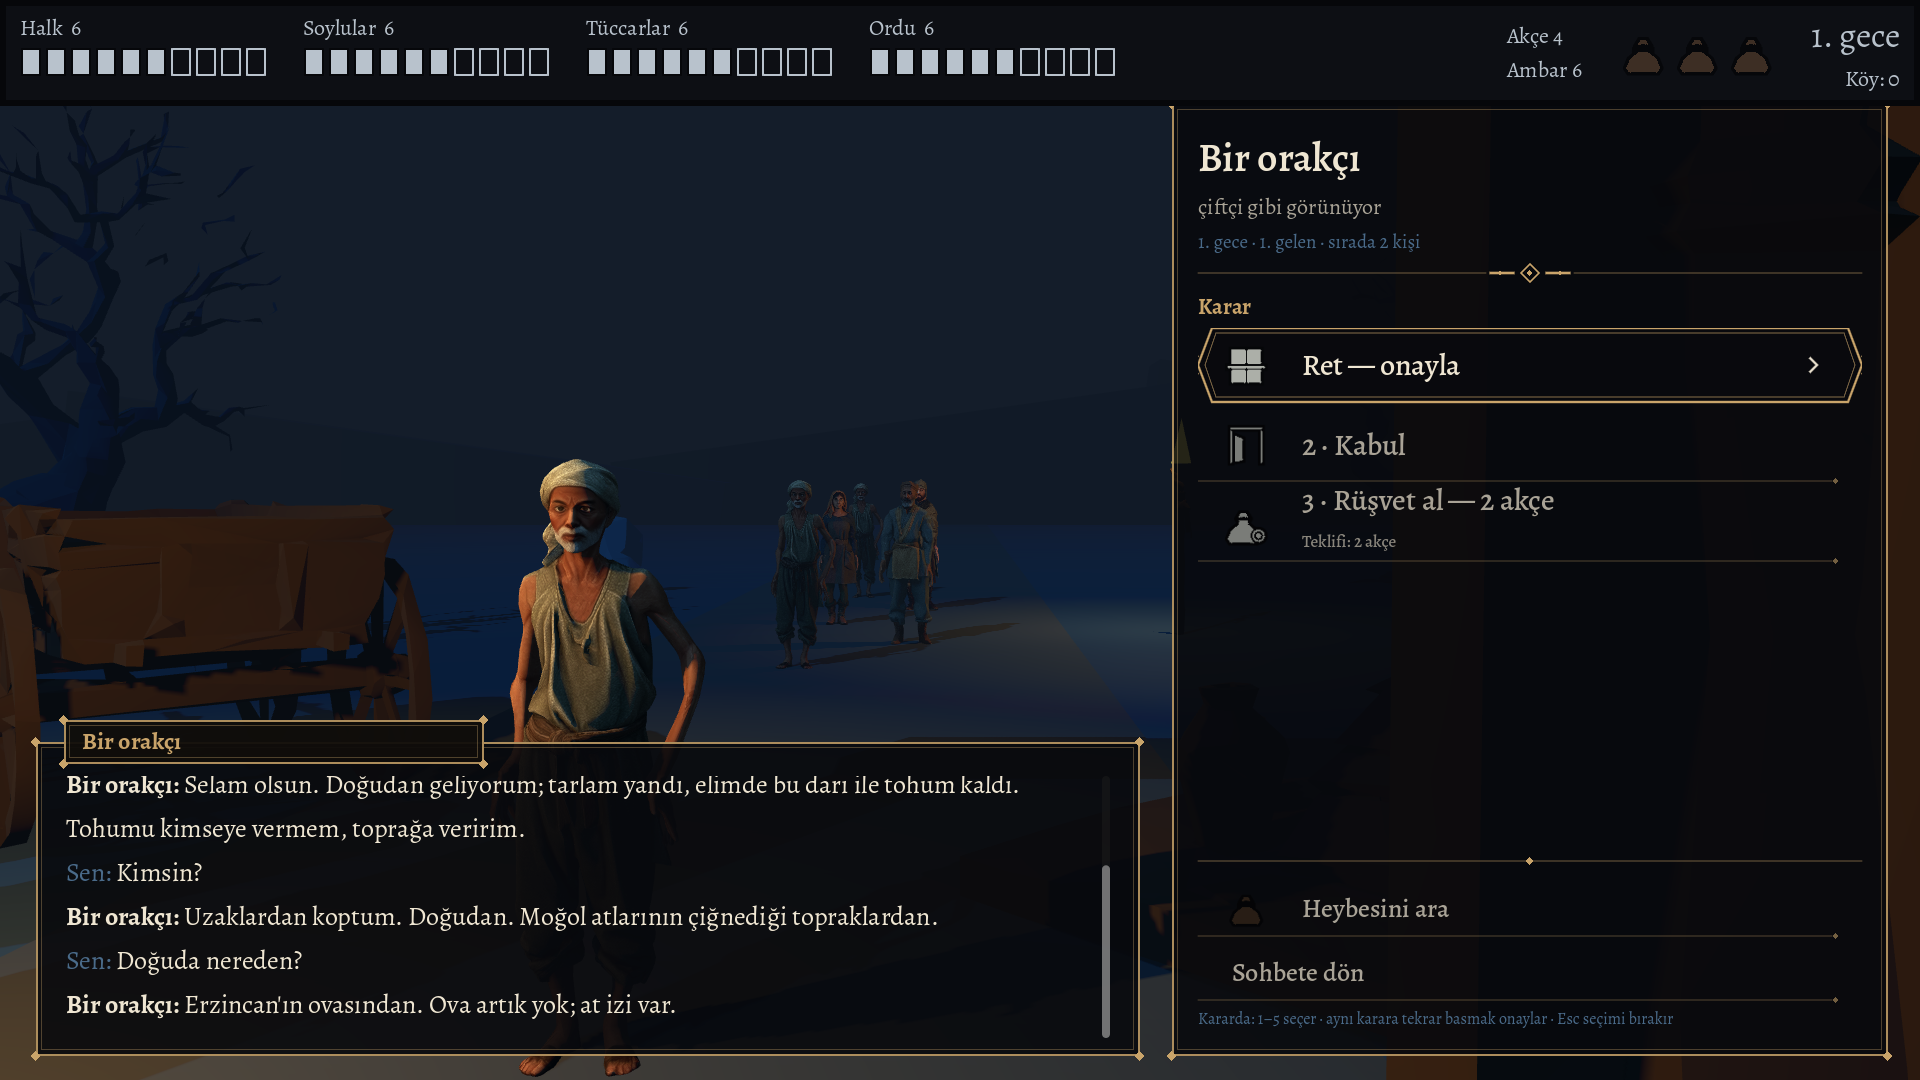 Halk 6
Soylular 6
Tüccarlar 6
Ordu 6
Akçe 4
Ambar 6
1. gece
Köy: 0
Bir orakçı
çiftçi gibi görünüyor
1. gece · 1. gelen · sırada 2 kişi
Karar
Ret — onayla
2 · Kabul
3 · Rüşvet al — 2 akçe
Teklifi: 2 akçe
Heybesini ara
Sohbete dön
Kararda: 1–5 seçer · aynı karara tekrar basmak onaylar · Esc seçimi bırakır
Bir orakçı
Bir orakçı: Selam olsun. Doğudan geliyorum; tarlam yandı, elimde bu darı ile tohum kaldı.
Tohumu kimseye vermem, toprağa veririm.
Sen: Kimsin?
Bir orakçı: Uzaklardan koptum. Doğudan. Moğol atlarının çiğnediği topraklardan.
Sen: Doğuda nereden?
Bir orakçı: Erzincan'ın ovasından. Ova artık yok; at izi var.